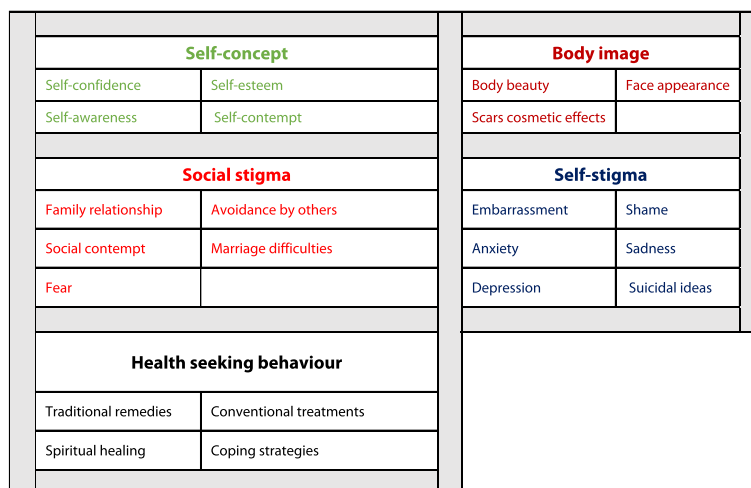 Self-concept
Self-confidence Self-esteem
Self-awareness Self-contempt
Body image
Body beauty Face appearance
Scars cosmetic effects
Social stigma
Family relationship Avoidance by others
Social contempt Marriage difficulties
Fear
Self-stigma
Embarrassment Shame
Anxiety Sadness
Depression Suicidal ideas
Health seeking behaviour
Traditional remedies Conventional treatments
Spiritual healing Coping strategies